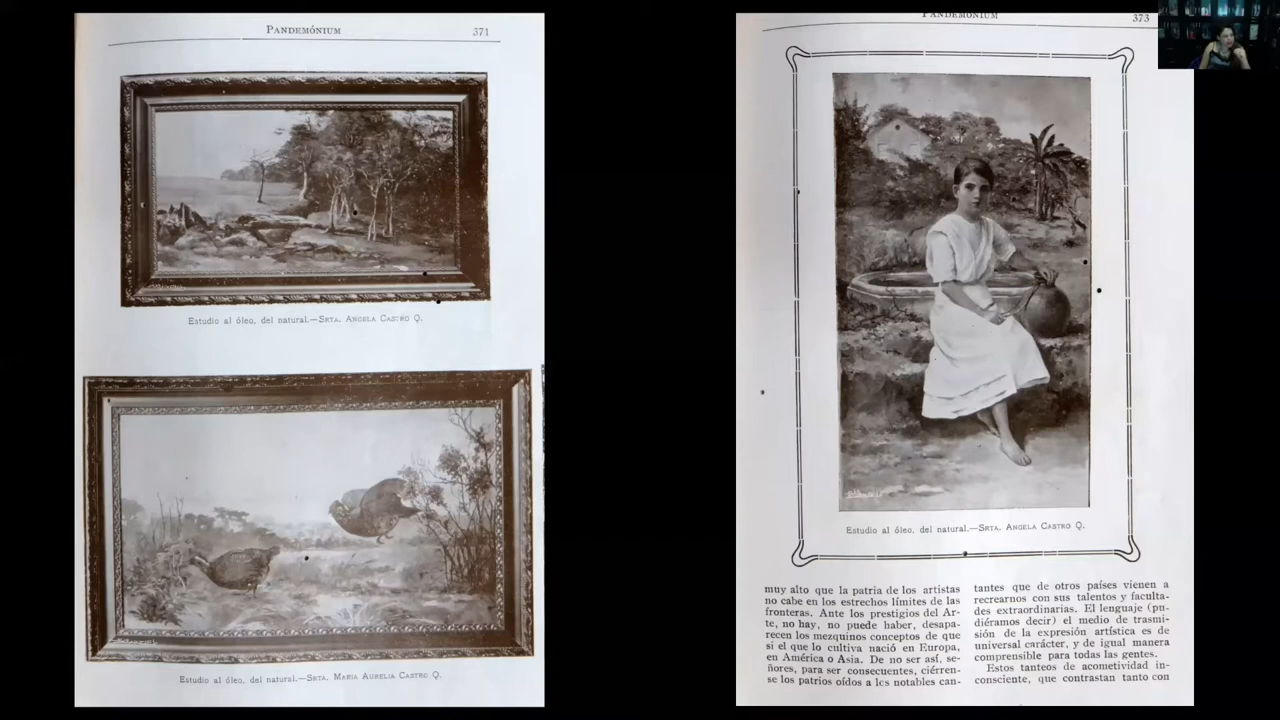 PANDEMÓNIUM 371
Estudio al óleo, del natural.—SRTA. ANGELA CASTRO Q.
Estudio al óleo, del natural.—SRTA. MARIA AURELIA CASTRO Q.
PANDEMONIUM 373
Estudio al óleo, del natural.—SRTA. ANGELA CASTRO Q.
muy alto que la patria de los artistas
no cabe en los estrechos límites de las
fronteras. Ante los prestigios del Ar-
te, no hay, no puede haber, desapa-
recen los mezquinos conceptos de que
si el que lo cultiva nació en Europa,
en América o Asia. De no ser así, se-
ñores, para ser consecuentes, ciérren-
se los patrios oídos a los notables can-
tantes que de otros países vienen a
recrearnos con sus talentos y faculta-
des extraordinarias. El lenguaje (pu-
diéramos decir) el medio de trasmi-
sión de la expresión artística es de
universal carácter, y de igual manera
comprensible para todas las gentes.
Estos tanteos de acometividad in-
consciente, que contrastan tanto con